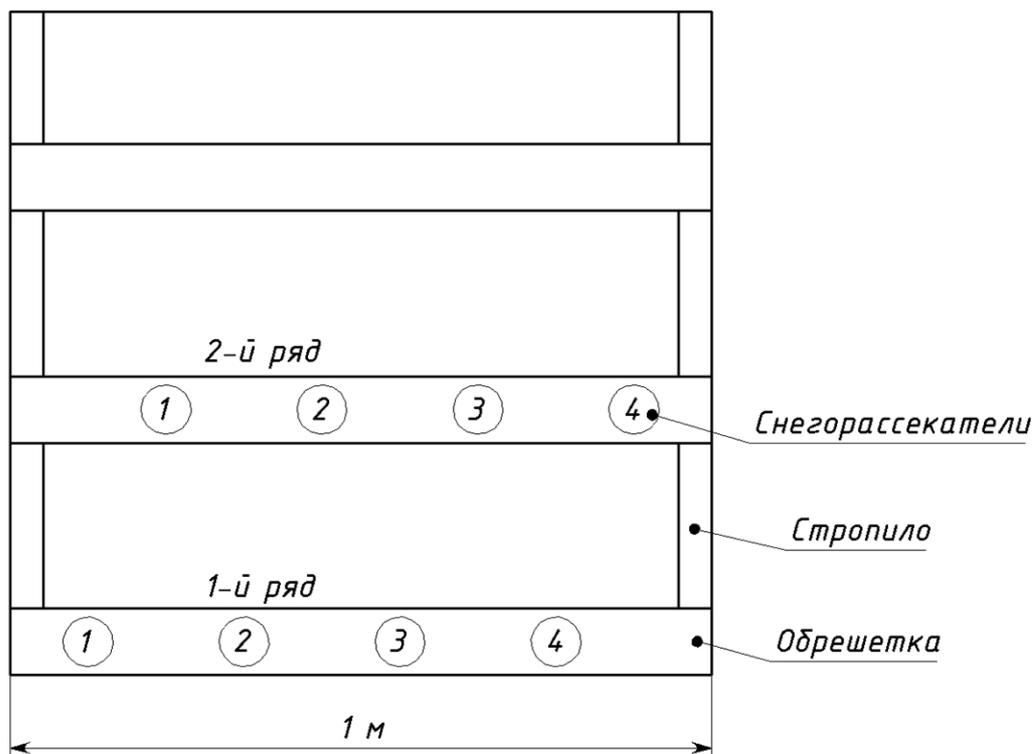 2-й ряд
1 2 3 4
Снегорассекатели
Стропило
1-й ряд
1 2 3 4
Обрешетка
1 м